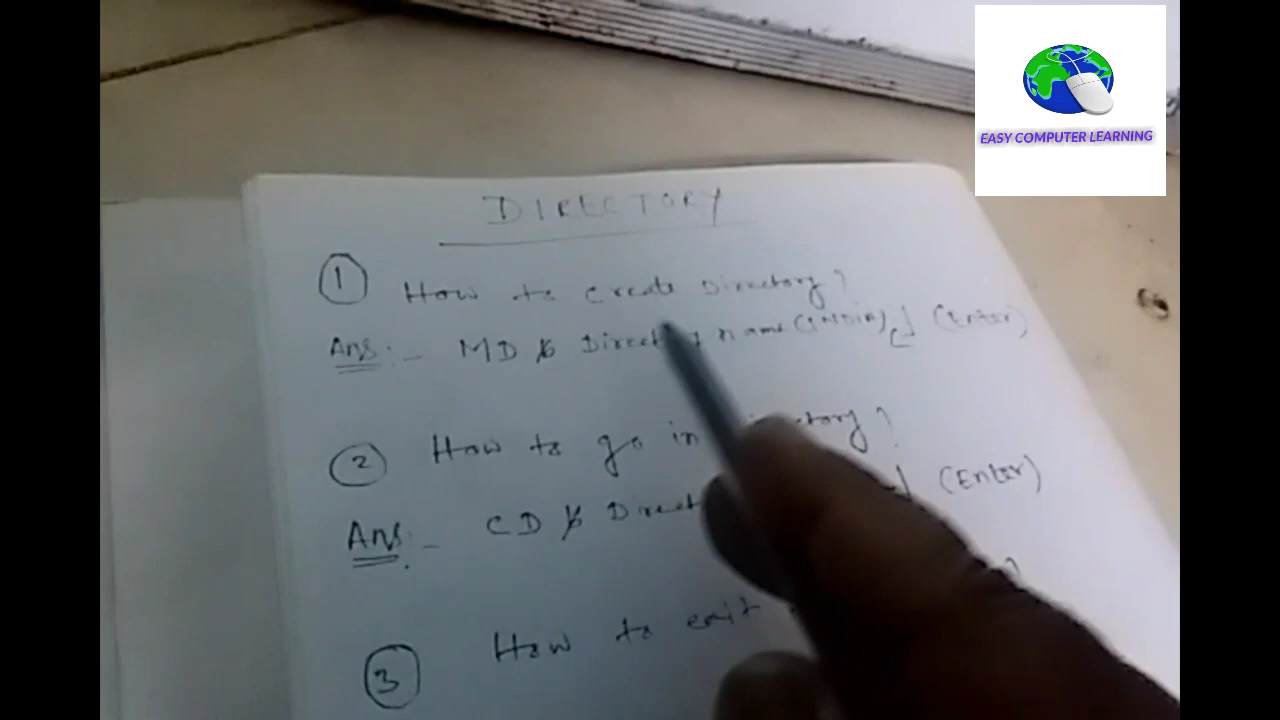 EASY COMPUTER LEARNING
DIRECTORY
① How to create Directory?
Ans:- MD Directory name (INDIA) ↲ (Enter)
② How to go in
Ans:- CD (Enter)
③ How to exit